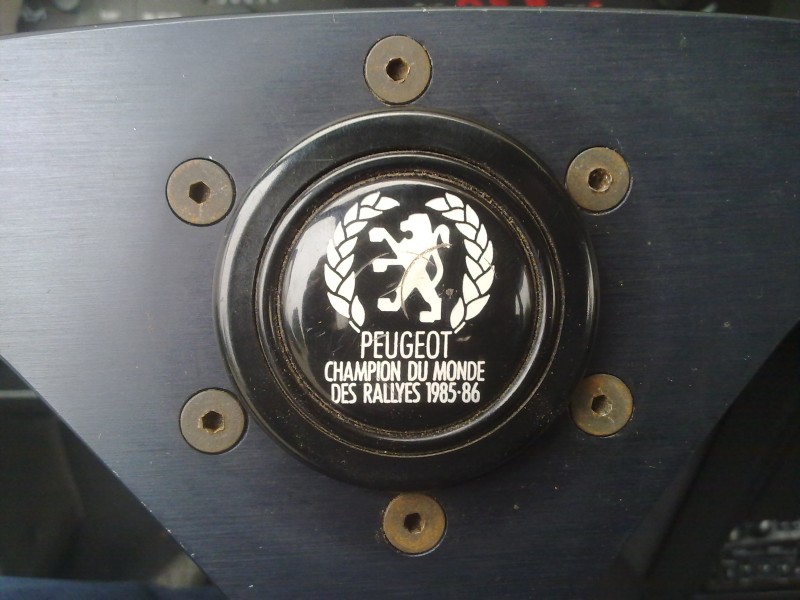 PEUGEOT
CHAMPION DU MONDE
DES RALLYES 1985-86